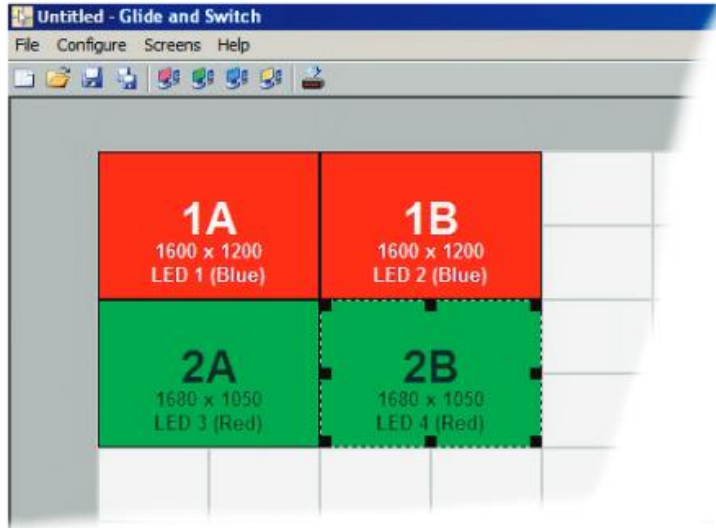 Untitled - Glide and Switch
File Configure Screens Help
1A
1600 x 1200
LED 1 (Blue)
1B
1600 x 1200
LED 2 (Blue)
2A
1680 x 1050
LED 3 (Red)
2B
1680 x 1050
LED 4 (Red)